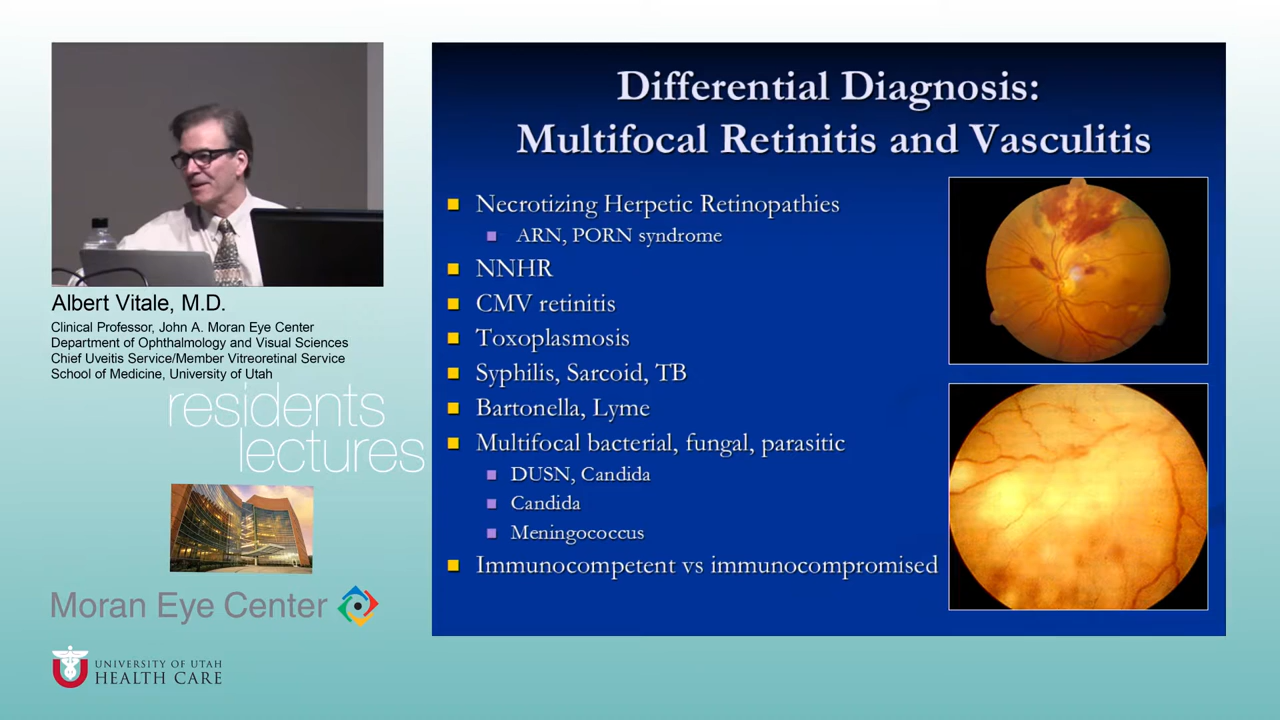 Albert Vitale, M.D.
Clinical Professor, John A. Moran Eye Center
Department of Ophthalmology and Visual Sciences
Chief Uveitis Service/Member Vitreoretinal Service
School of Medicine, University of Utah
residents
lectures
Moran Eye Center
U
UNIVERSITY OF UTAH
HEALTH CARE
Differential Diagnosis:
Multifocal Retinitis and Vasculitis
Necrotizing Herpetic Retinopathies
ARN, PORN syndrome
NNHR
CMV retinitis
Toxoplasmosis
Syphilis, Sarcoid, TB
Bartonella, Lyme
Multifocal bacterial, fungal, parasitic
DUSN, Candida
Candida
Meningococcus
Immunocompetent vs immunocompromised